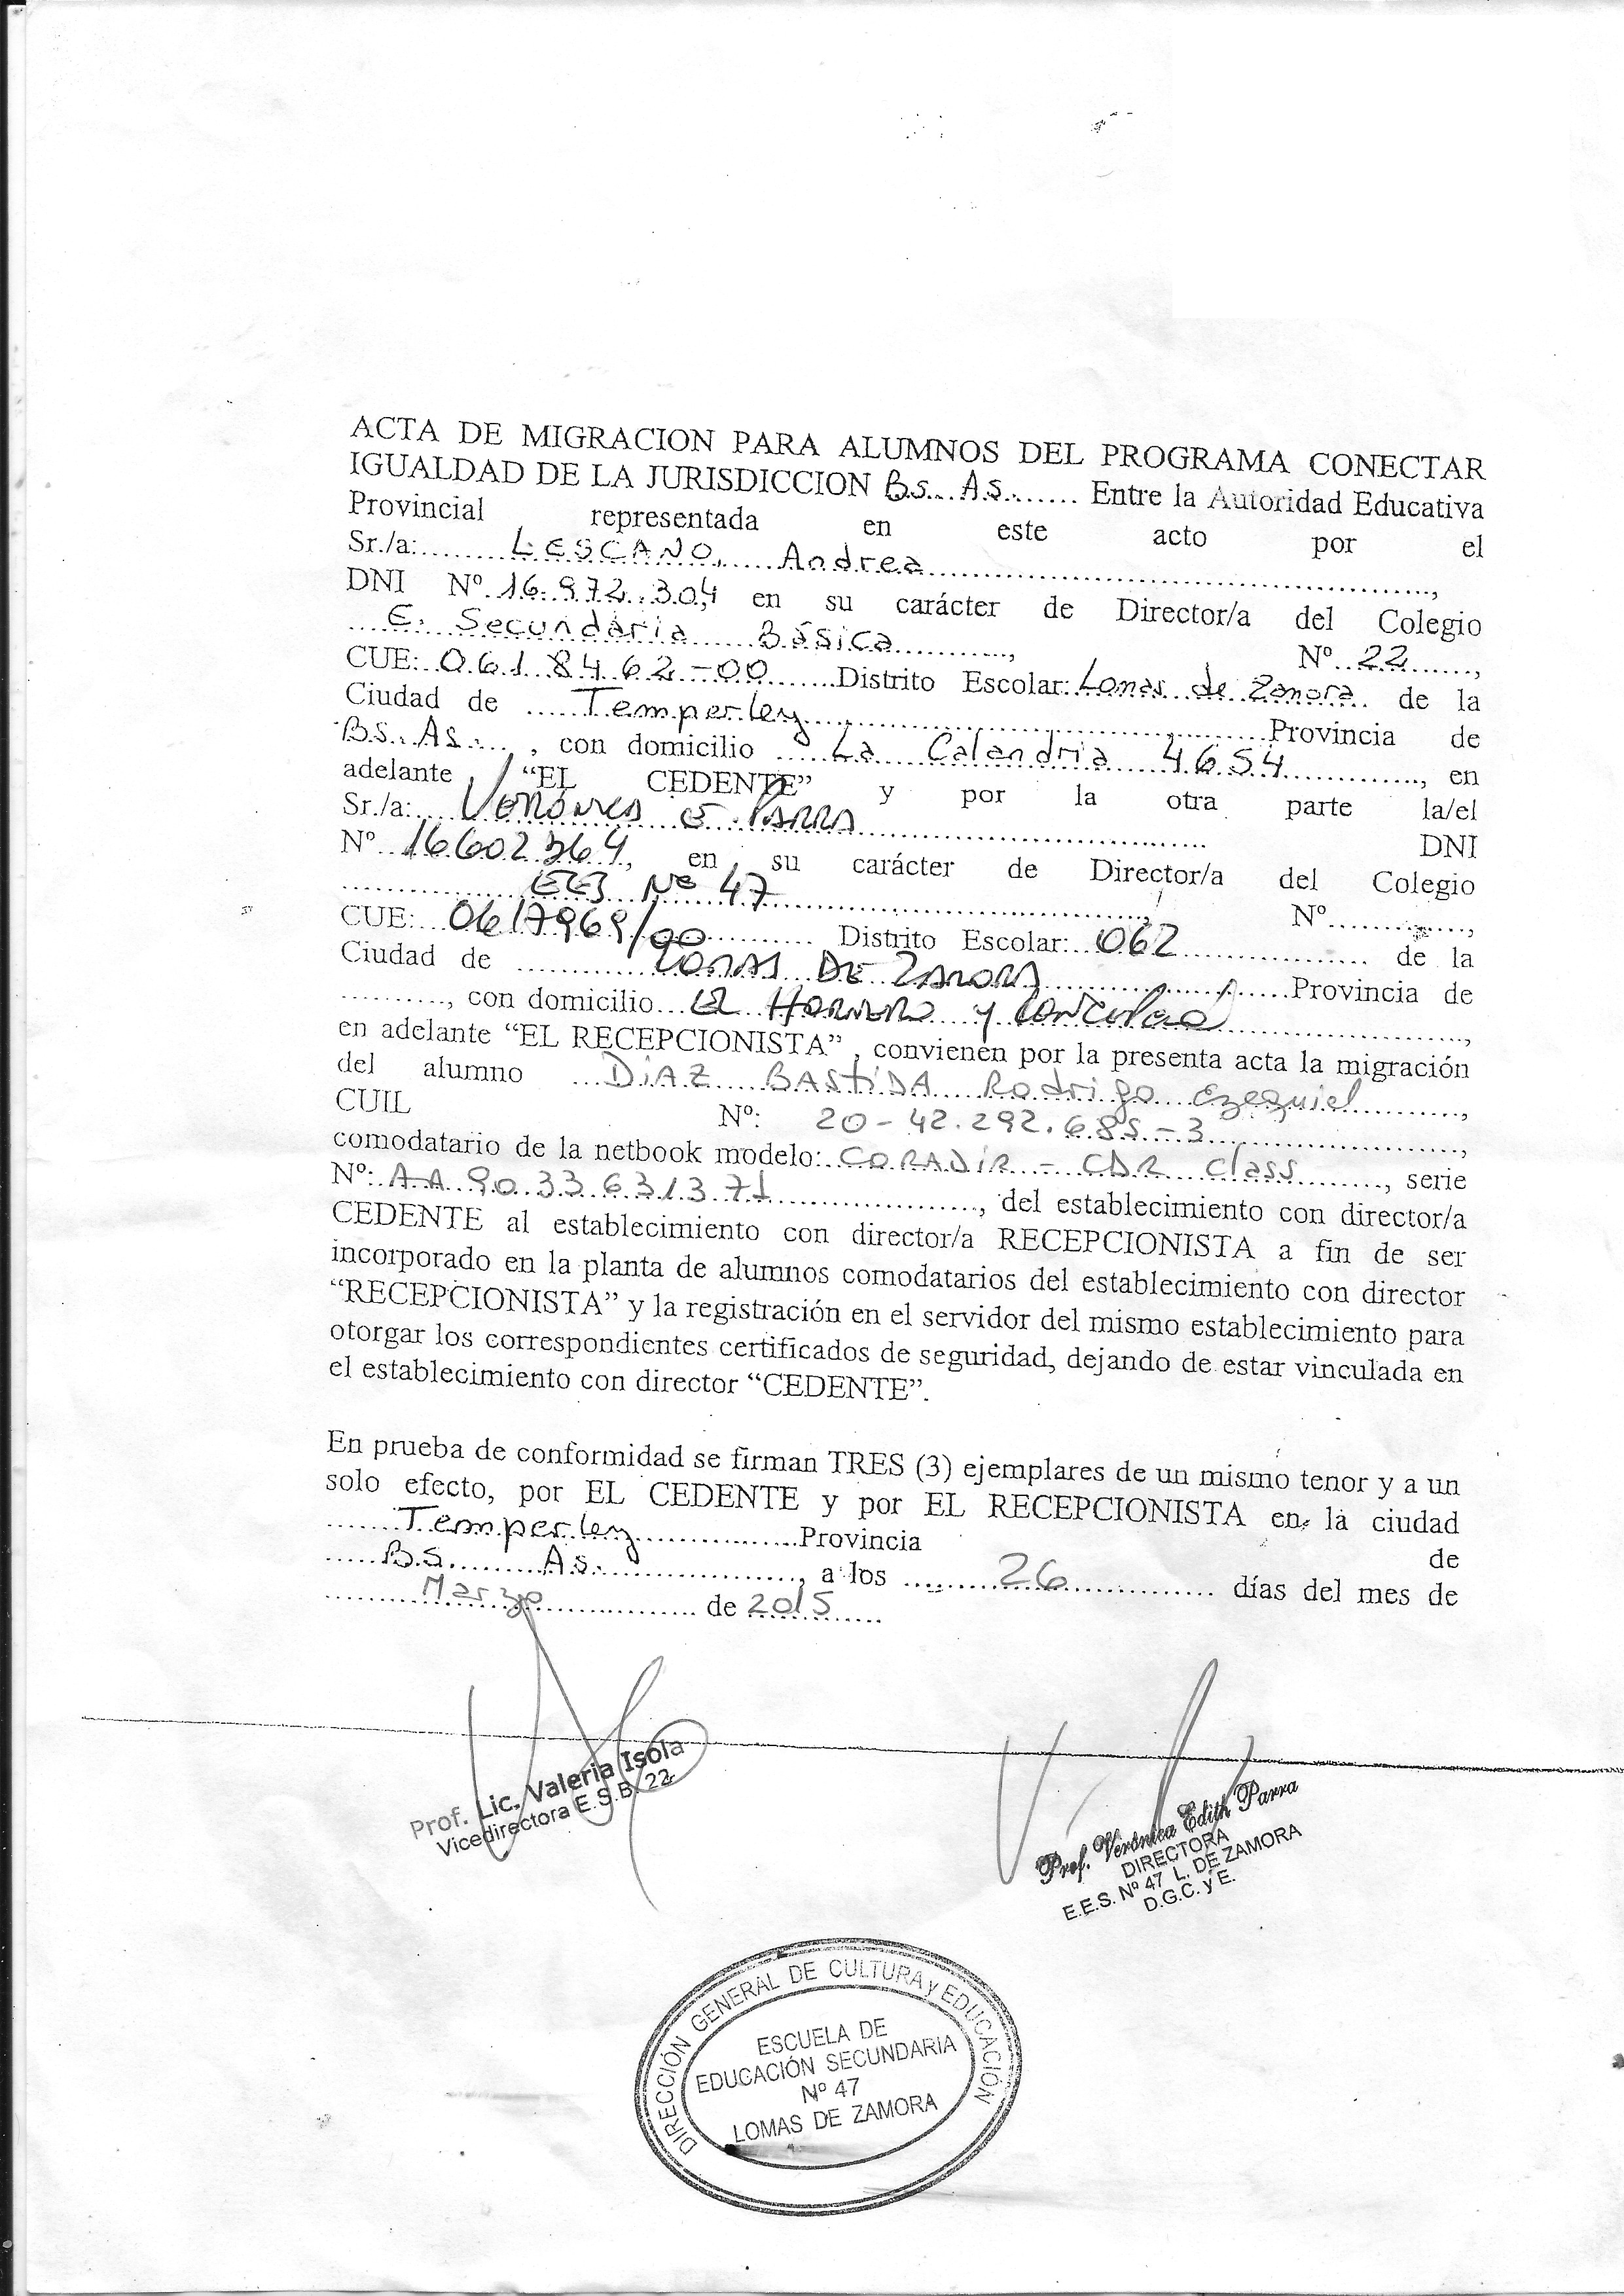 ACTA DE MIGRACION PARA ALUMNOS DEL PROGRAMA CONECTAR
IGUALDAD DE LA JURISDICCION Bs. As. Entre la Autoridad Educativa
Provincial representada en este acto por el
Sr./a: LESCANO, Andrea,
DNI Nº 16.972.304, en su carácter de Director/a del Colegio
E. Secundaria Básica, Nº 22,
CUE: 0618462-00 Distrito Escolar: Lomas de Zamora de la
Ciudad de Temperley, Provincia de
Bs. As., con domicilio La Calandria 4654, en
adelante "EL CEDENTE" y por la otra parte la/el
Sr./a: Verónica E PARRA DNI
Nº 16602364, en su carácter de Director/a del Colegio
EES Nº 47, Nº,
CUE: 0617969/00 Distrito Escolar: 062 de la
Ciudad de LOMAS DE ZAMORA Provincia de
, con domicilio EL HORNERO y,
en adelante "EL RECEPCIONISTA", convienen por la presenta acta la migración
del alumno DIAZ BASTIDA Rodrigo Ezequiel,
CUIL Nº: 20-42.292.685-3,
comodatario de la netbook modelo: CORADIR - CDR Class, serie
Nº: AA9033631371, del establecimiento con director/a
CEDENTE al establecimiento con director/a RECEPCIONISTA a fin de ser
incorporado en la planta de alumnos comodatarios del establecimiento con director
"RECEPCIONISTA" y la registración en el servidor del mismo establecimiento para
otorgar los correspondientes certificados de seguridad, dejando de estar vinculada en
el establecimiento con director "CEDENTE".
En prueba de conformidad se firman TRES (3) ejemplares de un mismo tenor y a un
solo efecto, por EL CEDENTE y por EL RECEPCIONISTA en la ciudad
Temperley Provincia de
Bs. As., a los 26 días del mes de
Marzo de 2015
Prof. Lic. Valeria Isola
Vicedirectora E.S.B. 22
Prof. Verónica Edith Parra
DIRECTORA
E.E.S. Nº 47 L. DE ZAMORA
D.G.C. y E.
DIRECCIÓN GENERAL DE CULTURA y EDUCACIÓN
ESCUELA DE
EDUCACIÓN SECUNDARIA
Nº 47
LOMAS DE ZAMORA